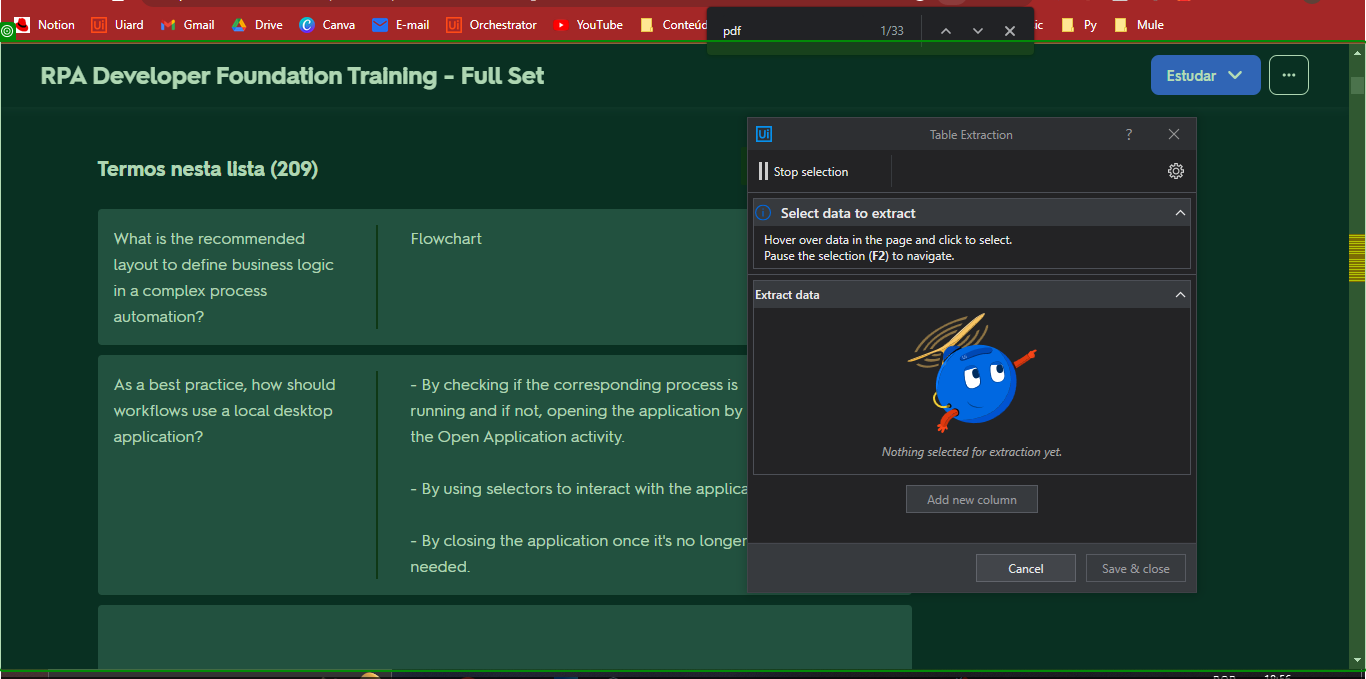 Notion Uiard Gmail Drive Canva E-mail Orchestrator YouTube Conteúd Py Mule
pdf 1/33
RPA Developer Foundation Training - Full Set
Estudar
Termos nesta lista (209)
What is the recommended
layout to define business logic
in a complex process
automation?
Flowchart
As a best practice, how should
workflows use a local desktop
application?
- By checking if the corresponding process is
running and if not, opening the application by
the Open Application activity.
- By using selectors to interact with the applica
- By closing the application once it's no longer
needed.
Ui Table Extraction ?
Stop selection
Select data to extract
Hover over data in the page and click to select.
Pause the selection (F2) to navigate.
Extract data
Nothing selected for extraction yet.
Add new column
Cancel Save & close